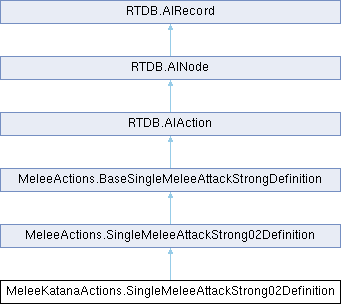 RTDB.AIRecord
RTDB.AINode
RTDB.AIAction
MeleeActions.BaseSingleMeleeAttackStrongDefinition
MeleeActions.SingleMeleeAttackStrong02Definition
MeleeKatanaActions.SingleMeleeAttackStrong02Definition